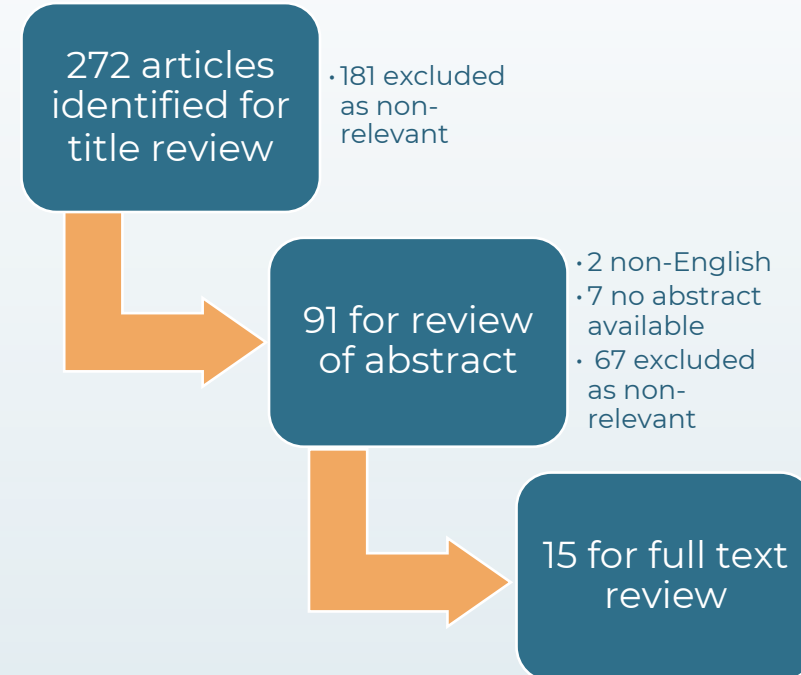 272 articles
identified for
title review
• 181 excluded
as non-
relevant
91 for review
of abstract
• 2 non-English
• 7 no abstract
available
• 67 excluded
as non-
relevant
15 for full text
review